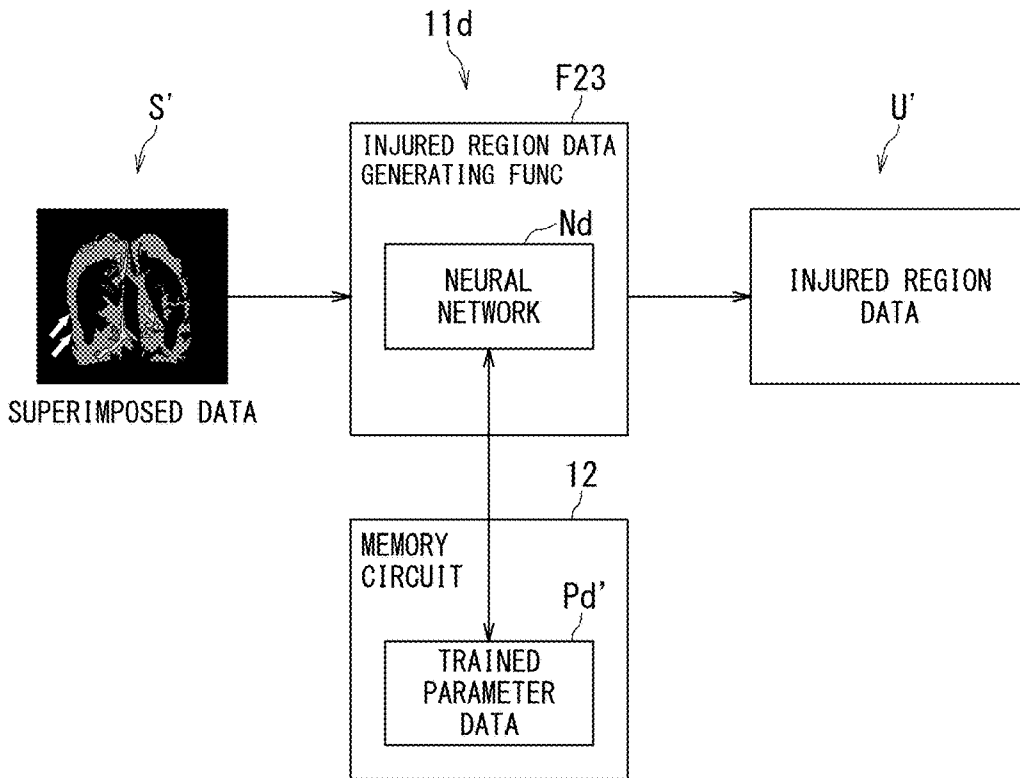 11d
F23
S'
U'
INJURED REGION DATA
GENERATING FUNC
Nd
NEURAL
NETWORK
INJURED REGION
DATA
SUPERIMPOSED DATA
12
MEMORY
CIRCUIT
Pd'
TRAINED
PARAMETER
DATA